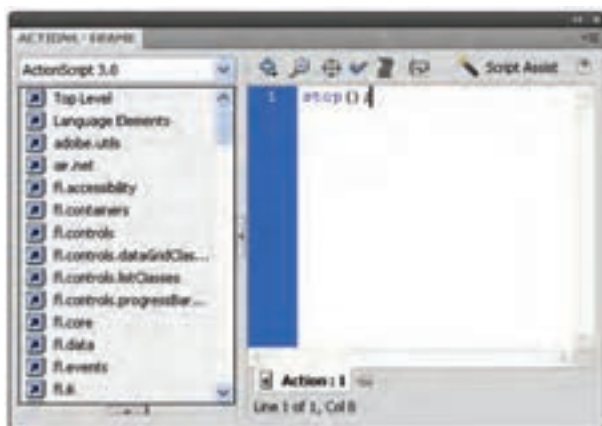 ACTIONS - FRAME
ActionScript 3.0
Script Assist
Top Level
Language Elements
adobe.utils
air.net
fl.accessibility
fl.containers
fl.controls
fl.controls.dataGridClas...
fl.controls.listClasses
fl.controls.progressBar...
fl.core
fl.data
fl.events
fl.ik
1 stop();
Action : 1
Line 1 of 1, Col 8